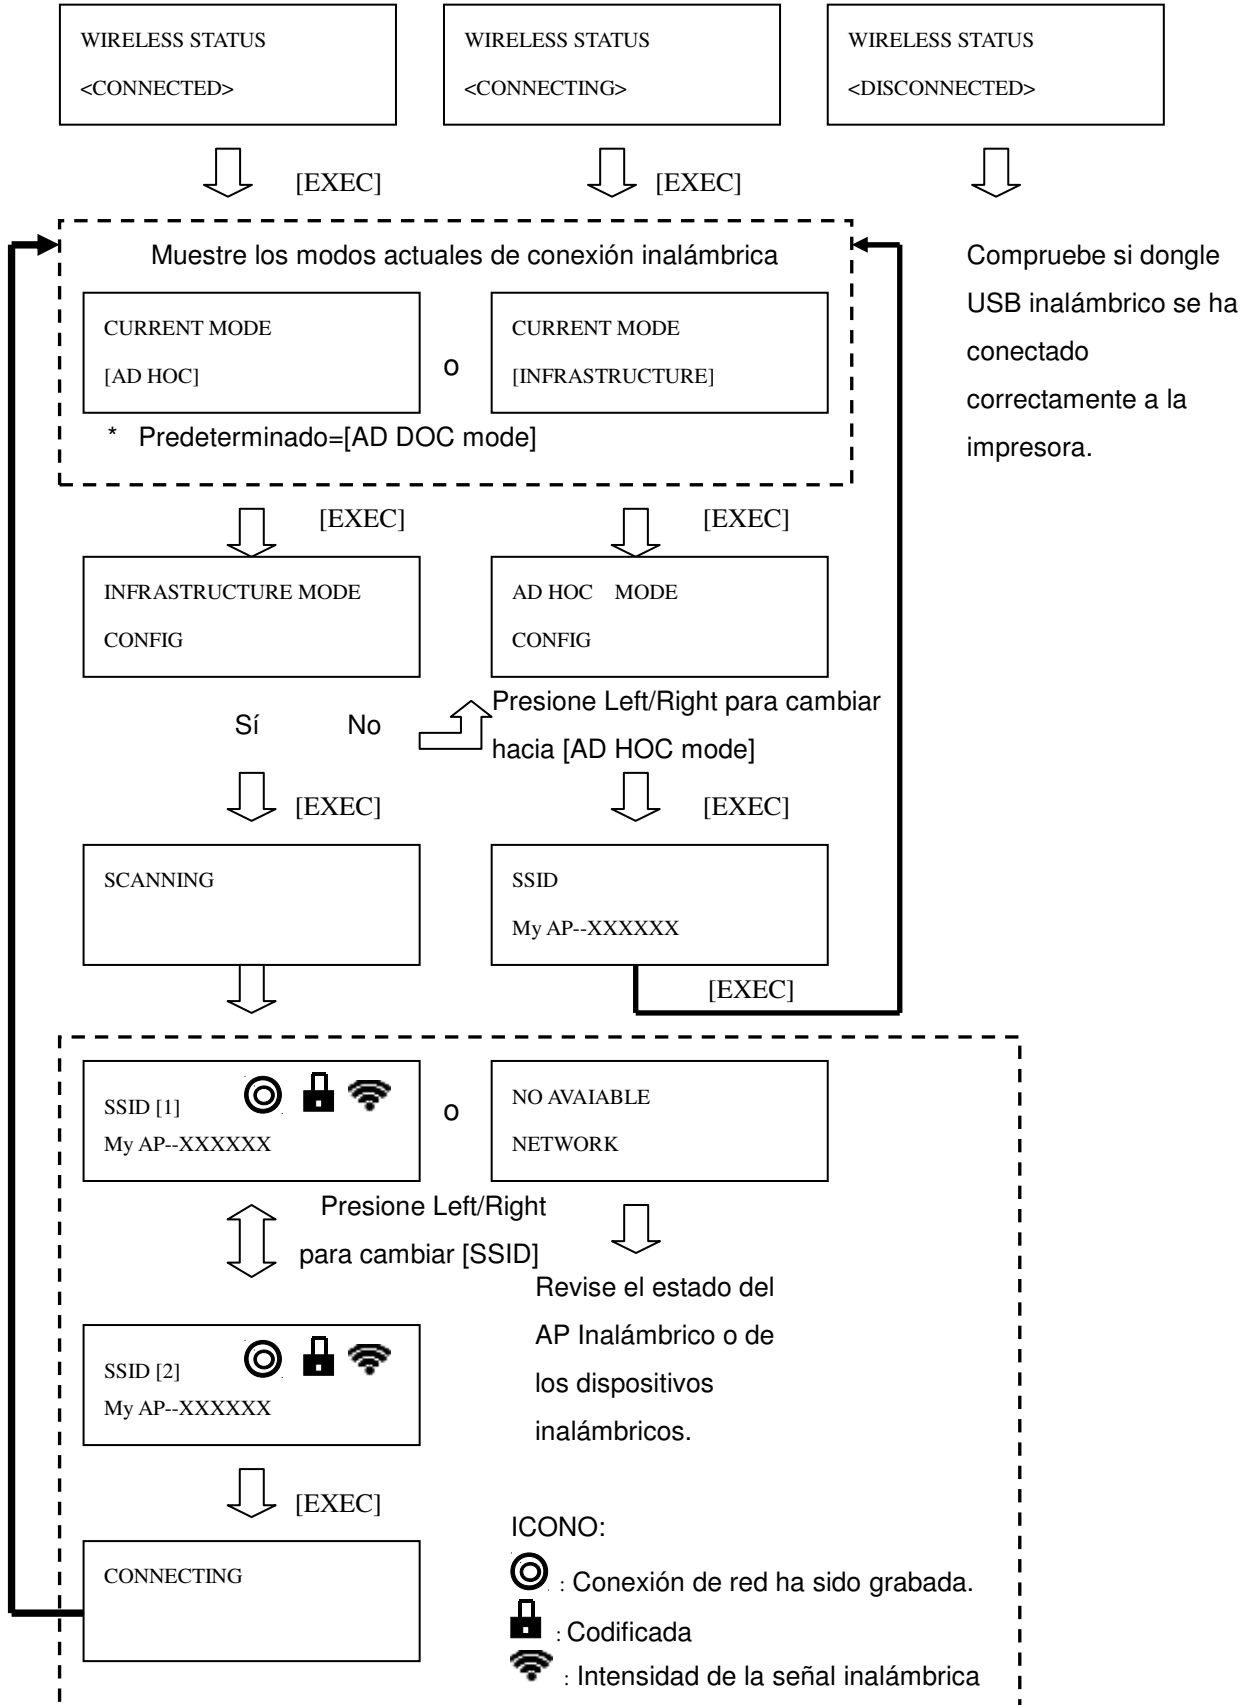 WIRELESS STATUS
<CONNECTED>
WIRELESS STATUS
<CONNECTING>
WIRELESS STATUS
<DISCONNECTED>
[EXEC]
[EXEC]
Muestre los modos actuales de conexión inalámbrica
CURRENT MODE
[AD HOC]
o
CURRENT MODE
[INFRASTRUCTURE]
* Predeterminado=[AD DOC mode]
Compruebe si dongle
USB inalámbrico se ha
conectado
correctamente a la
impresora.
[EXEC]
[EXEC]
INFRASTRUCTURE MODE
CONFIG
AD HOC MODE
CONFIG
Sí No
Presione Left/Right para cambiar
hacia [AD HOC mode]
[EXEC]
[EXEC]
SCANNING
SSID
My AP--XXXXXX
[EXEC]
SSID [1]
My AP--XXXXXX
o
NO AVAIABLE
NETWORK
Presione Left/Right
para cambiar [SSID]
Revise el estado del
AP Inalámbrico o de
los dispositivos
inalámbricos.
SSID [2]
My AP--XXXXXX
[EXEC]
CONNECTING
ICONO:
: Conexión de red ha sido grabada.
: Codificada
: Intensidad de la señal inalámbrica